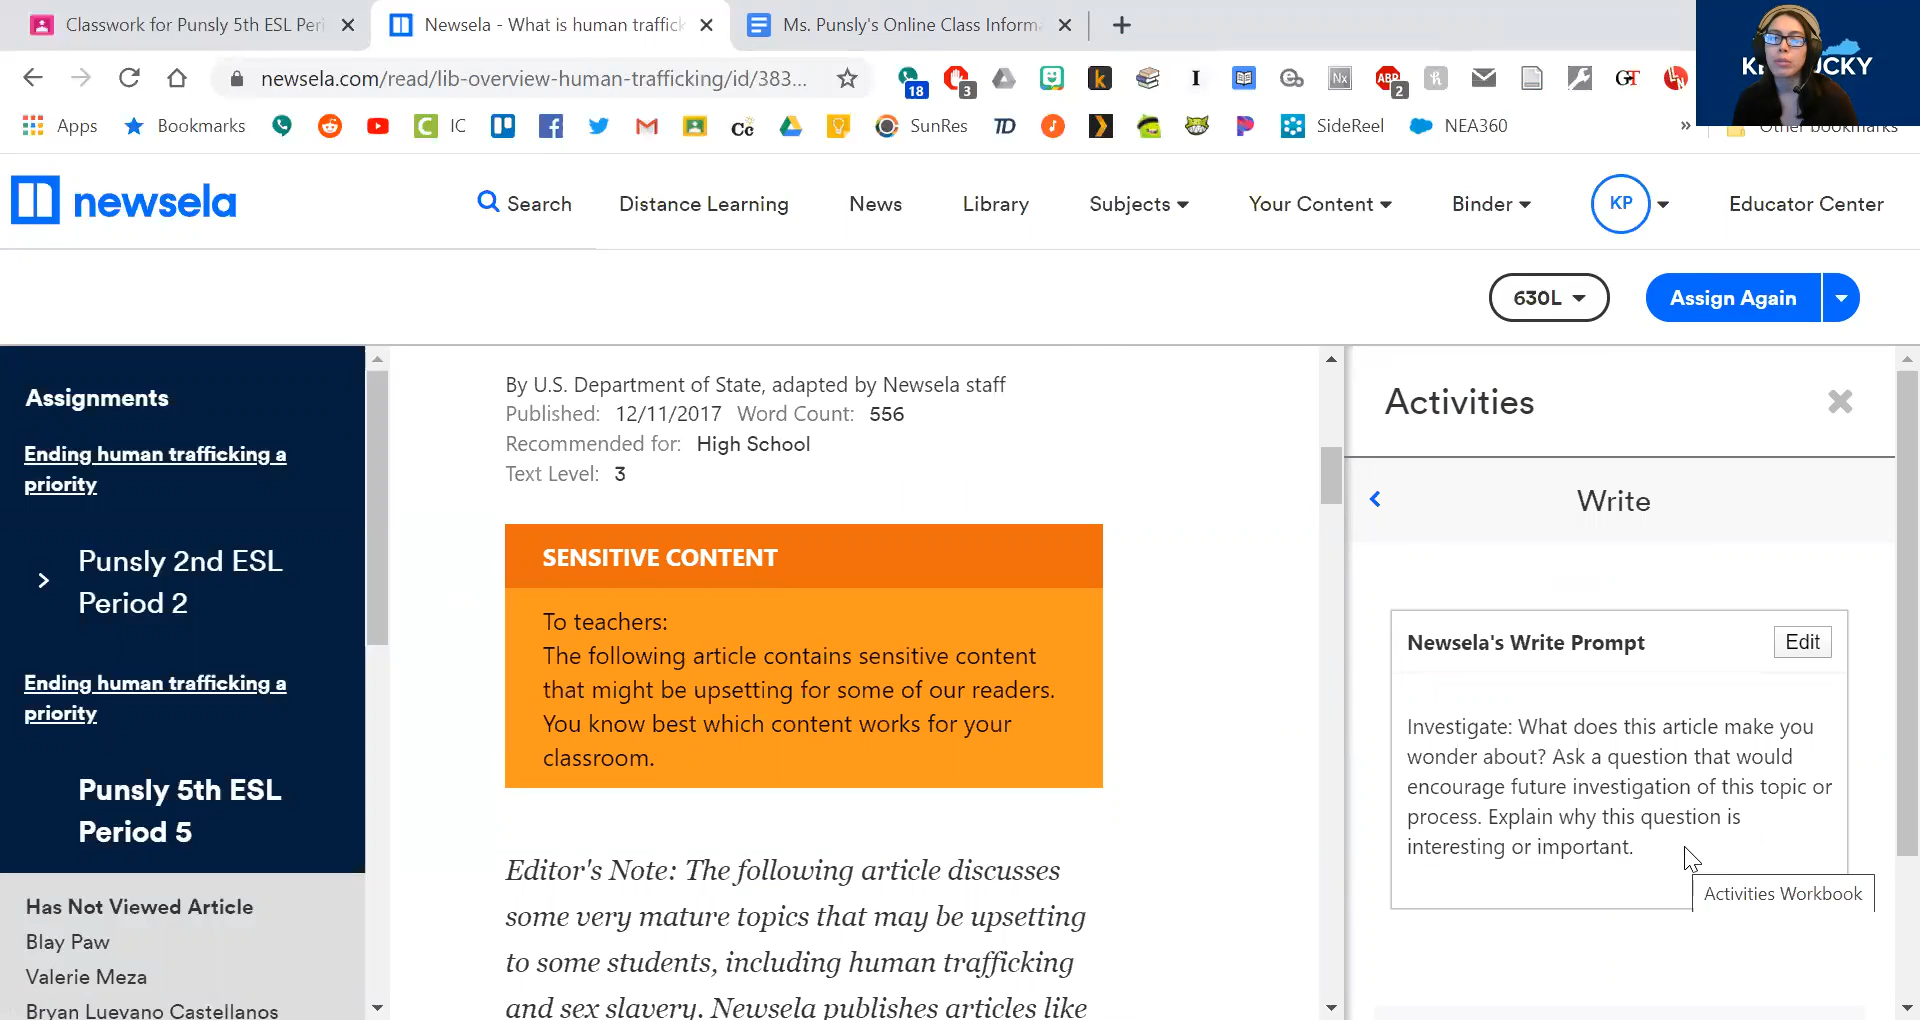 Classwork for Punsly 5th ESL Peri
Newsela - What is human traffick
Ms. Punsly's Online Class Informa
newsela.com/read/lib-overview-human-trafficking/id/383...
18
3
2
Apps
Bookmarks
IC
SunRes
TD
SideReel
NEA360
»
Other bookmarks
newsela
Search
Distance Learning
News
Library
Subjects
Your Content
Binder
KP
Educator Center
630L
Assign Again
Assignments
Ending human trafficking a
priority
Punsly 2nd ESL
Period 2
Ending human trafficking a
priority
Punsly 5th ESL
Period 5
Has Not Viewed Article
Blay Paw
Valerie Meza
Bryan Luevano Castellanos
By U.S. Department of State, adapted by Newsela staff
Published: 12/11/2017 Word Count: 556
Recommended for: High School
Text Level: 3
SENSITIVE CONTENT
To teachers:
The following article contains sensitive content
that might be upsetting for some of our readers.
You know best which content works for your
classroom.
Editor's Note: The following article discusses
some very mature topics that may be upsetting
to some students, including human trafficking
and sex slavery. Newsela publishes articles like
Activities
Write
Newsela's Write Prompt
Edit
Investigate: What does this article make you
wonder about? Ask a question that would
encourage future investigation of this topic or
process. Explain why this question is
interesting or important.
Activities Workbook